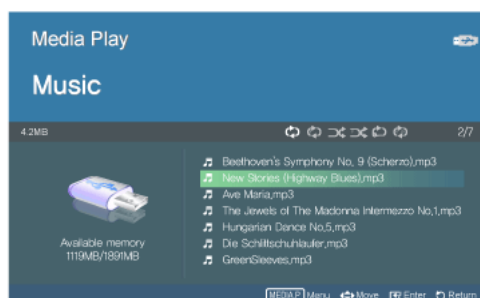 Media Play
Music
4.2MB
2/7
Beethoven's Symphony No. 9 (Scherzo).mp3
New Stories (Highway Blues).mp3
Ave Maria.mp3
The Jewels of The Madonna Intermezzo No.1.mp3
Hungarian Dance No.5.mp3
Die Schlittschuhlaufer.mp3
GreenSleeves.mp3
Available memory
1119MB/1891MB
MEDIA.P Menu Move Enter Return